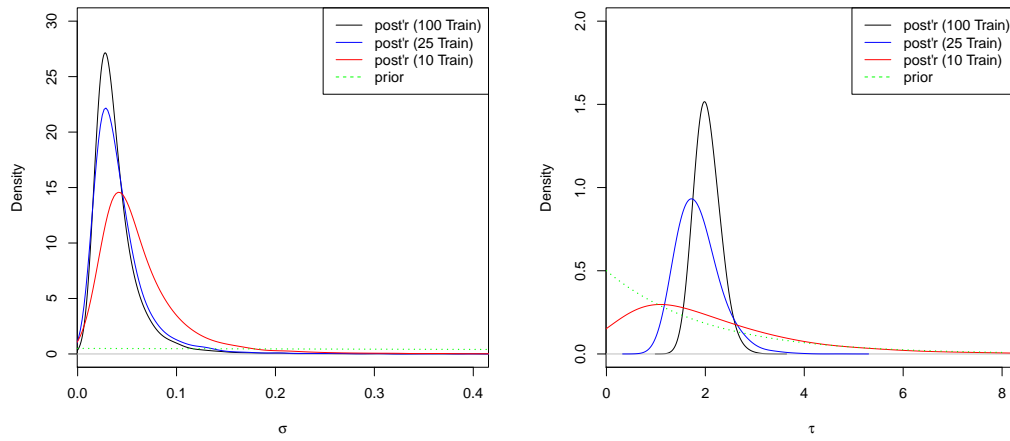 post'r (100 Train)
post'r (25 Train)
post'r (10 Train)
prior
Density
30
25
20
15
10
5
0
0.0 0.1 0.2 0.3 0.4
σ
post'r (100 Train)
post'r (25 Train)
post'r (10 Train)
prior
Density
2.0
1.5
1.0
0.5
0.0
0 2 4 6 8
τ